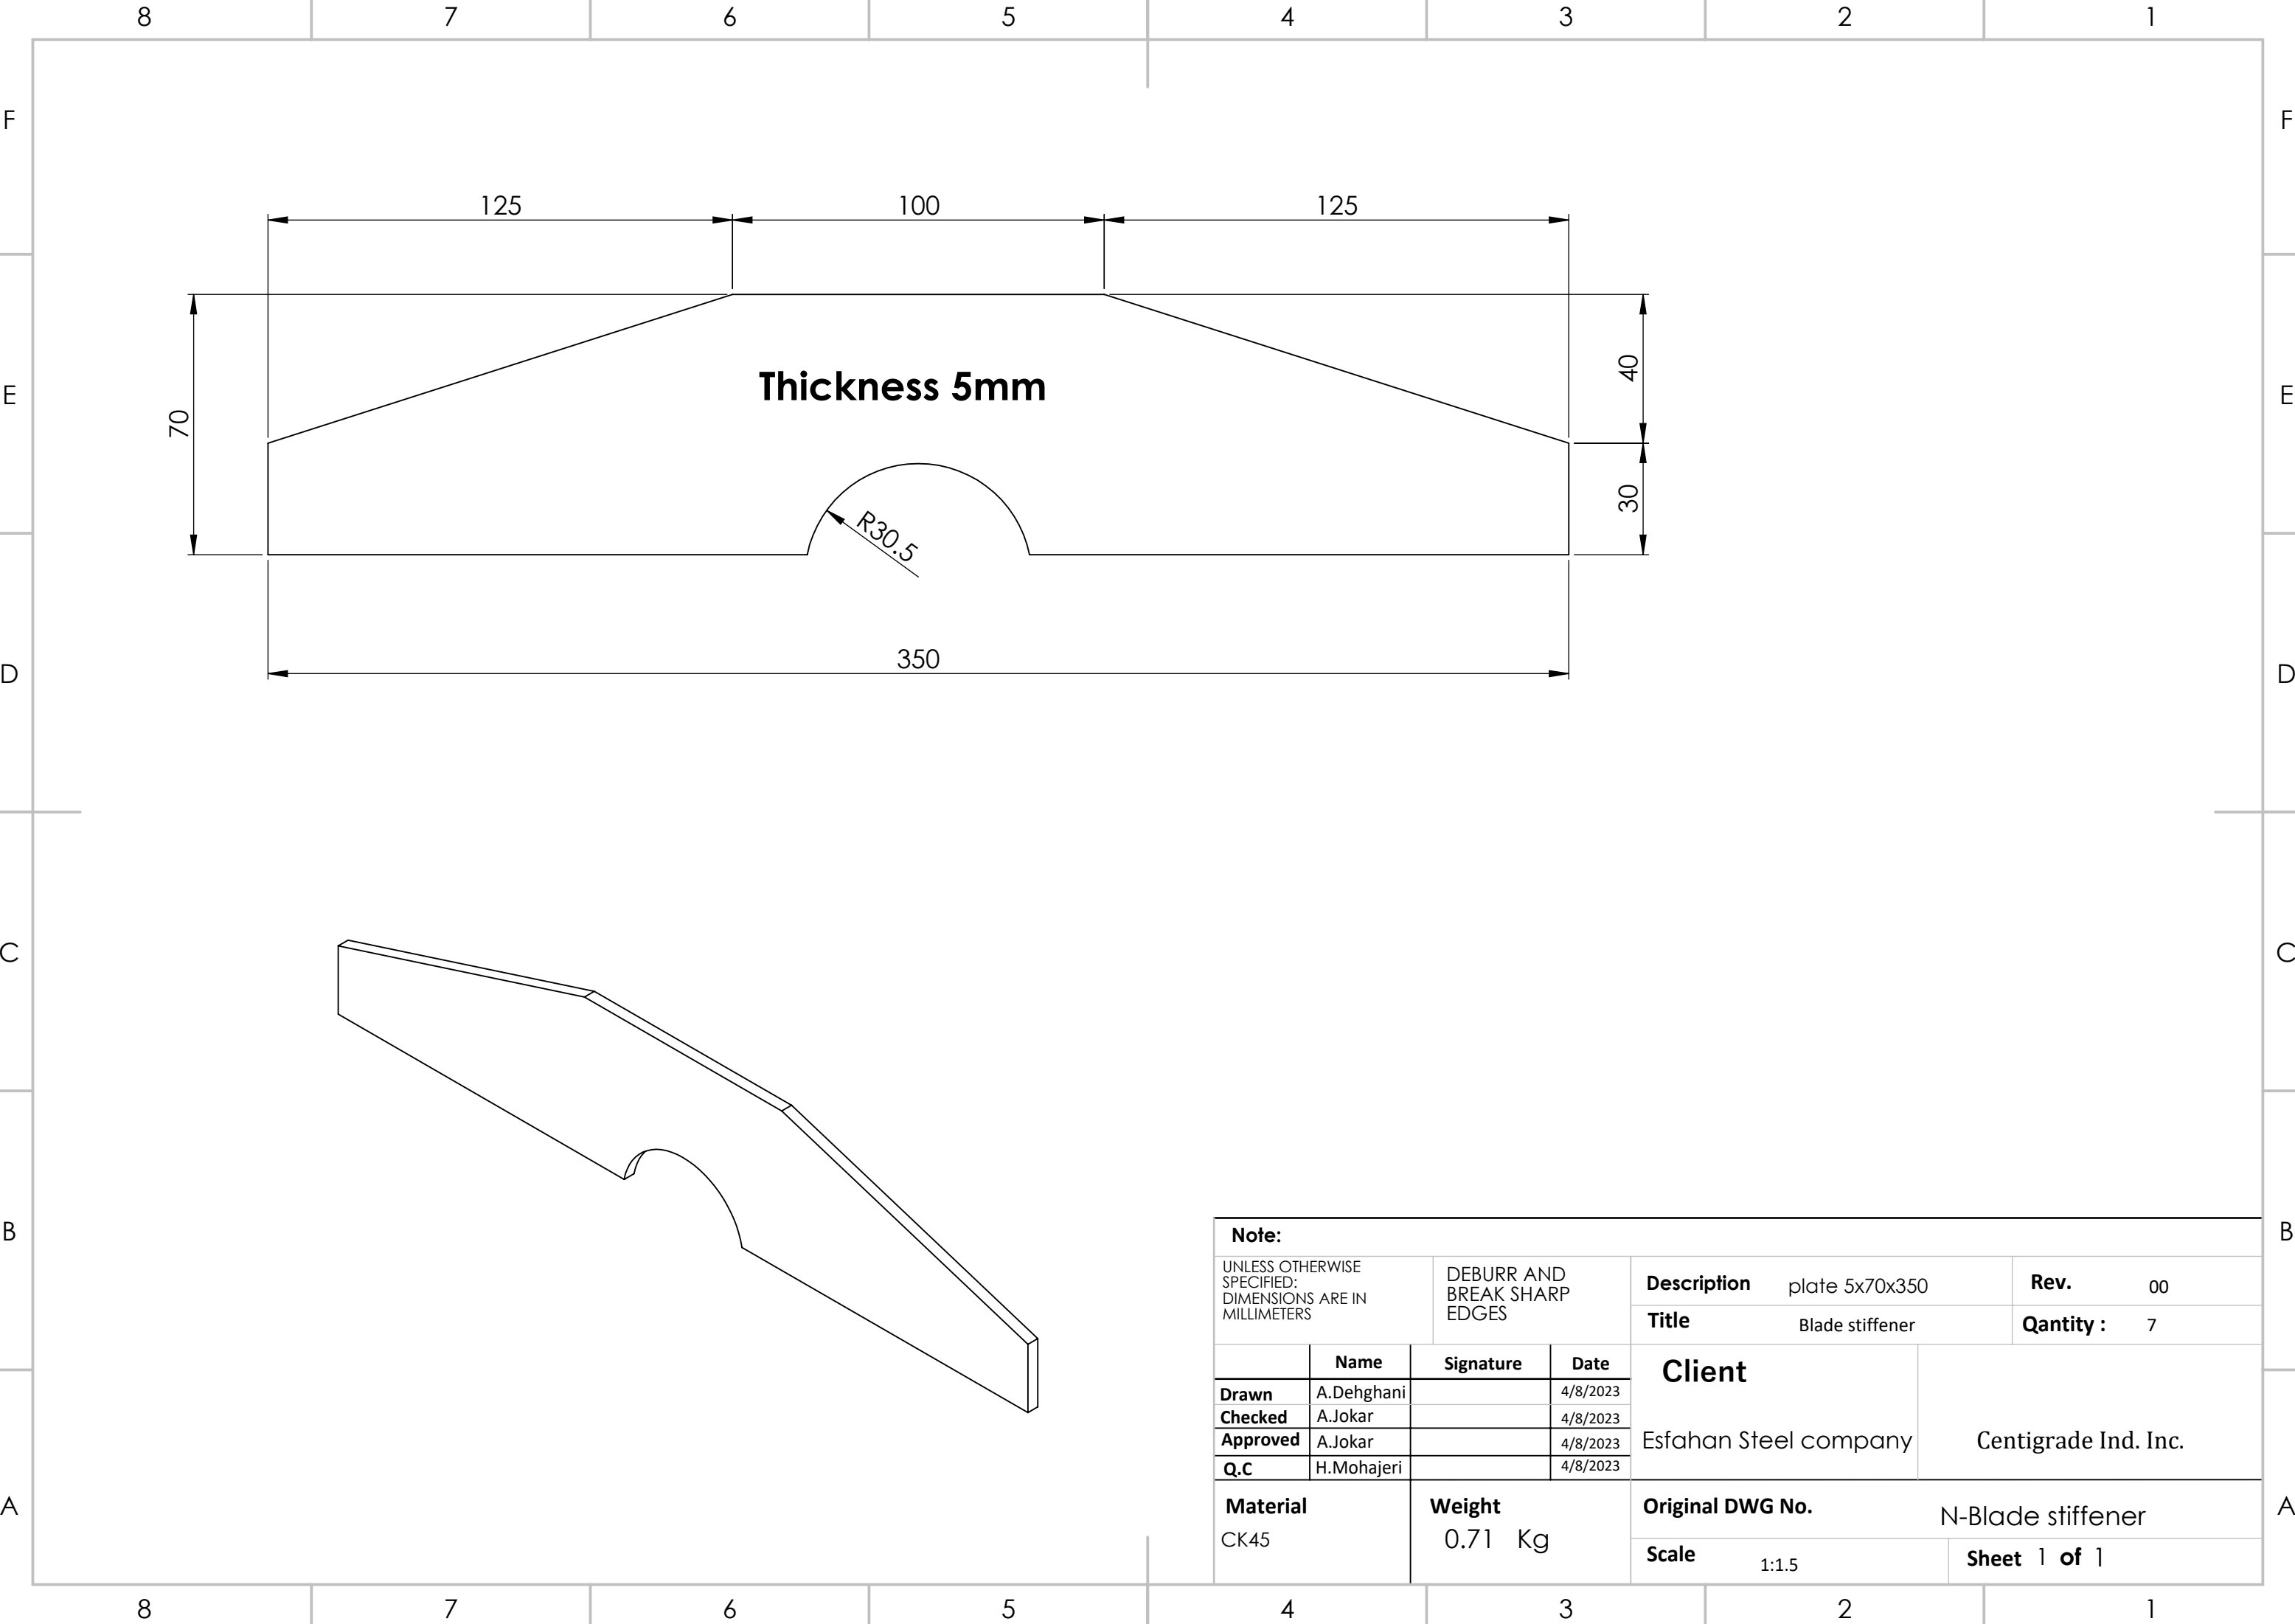 8 7 6 5 4 3 2 1
F F
125 100 125
Thickness 5mm
70
40
E E
30
R30.5
350
D D
C C
B B
Note:
UNLESS OTHERWISE
SPECIFIED:
DIMENSIONS ARE IN
MILLIMETERS
DEBURR AND
BREAK SHARP
EDGES
Description plate 5x70x350
Rev. 00
Title Blade stiffener
Qantity : 7
Name Signature Date
Drawn A.Dehghani 4/8/2023
Checked A.Jokar 4/8/2023
Approved A.Jokar 4/8/2023
Q.C H.Mohajeri 4/8/2023
Client
Esfahan Steel company
Centigrade Ind. Inc.
Material
CK45
Weight
0.71 Kg
Original DWG No. N-Blade stiffener
Scale 1:1.5
Sheet 1 of 1
A A
8 7 6 5 4 3 2 1